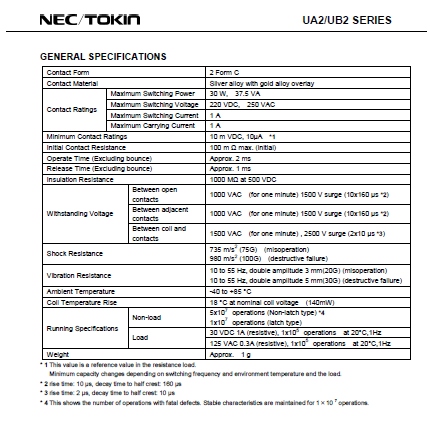 NEC/TOKIN UA2/UB2 SERIES
GENERAL SPECIFICATIONS
Contact Form 2 Form C
Contact Material Silver alloy with gold alloy overlay
Contact Ratings Maximum Switching Power 30 W, 37.5 VA
Maximum Switching Voltage 220 VDC, 250 VAC
Maximum Switching Current 1 A
Maximum Carrying Current 1 A
Minimum Contact Ratings 10 m VDC, 10µA *1
Initial Contact Resistance 100 m Ω max. (Initial)
Operate Time (Excluding bounce) Approx. 2 ms
Release Time (Excluding bounce) Approx. 1 ms
Insulation Resistance 1000 MΩ at 500 VDC
Withstanding Voltage Between open contacts 1000 VAC (for one minute) 1500 V surge (10x160 µs *2)
Between adjacent contacts 1000 VAC (for one minute) 1500 V surge (10x160 µs *2)
Between coil and contacts 1500 VAC (for one minute) , 2500 V surge (2x10 µs *3)
Shock Resistance 735 m/s² (75G) (misoperation)
980 m/s² (100G) (destructive failure)
Vibration Resistance 10 to 55 Hz, double amplitude 3 mm(20G) (misoperation)
10 to 55 Hz, double amplitude 5 mm(30G) (destructive failure)
Ambient Temperature -40 to +85 °C
Coil Temperature Rise 18 °C at nominal coil voltage (140mW)
Running Specifications Non-load 5x10⁷ operations (Non-latch type) *4
1x10⁷ operations (latch type)
Load 30 VDC 1A (resistive), 1x10⁵ operations at 20°C,1Hz
125 VAC 0.3A (resistive), 1x10⁵ operations at 20°C,1Hz
Weight Approx. 1 g
* 1 This value is a reference value in the resistance load.
Minimum capacity changes depending on switching frequency and environment temperature and the load.
* 2 rise time: 10 µs, decay time to half crest: 160 µs
* 3 rise time: 2 µs, decay time to half crest: 10 µs
* 4 This shows the number of operations with fatal defects. Stable characteristics are maintained for 1×10⁷ operations.